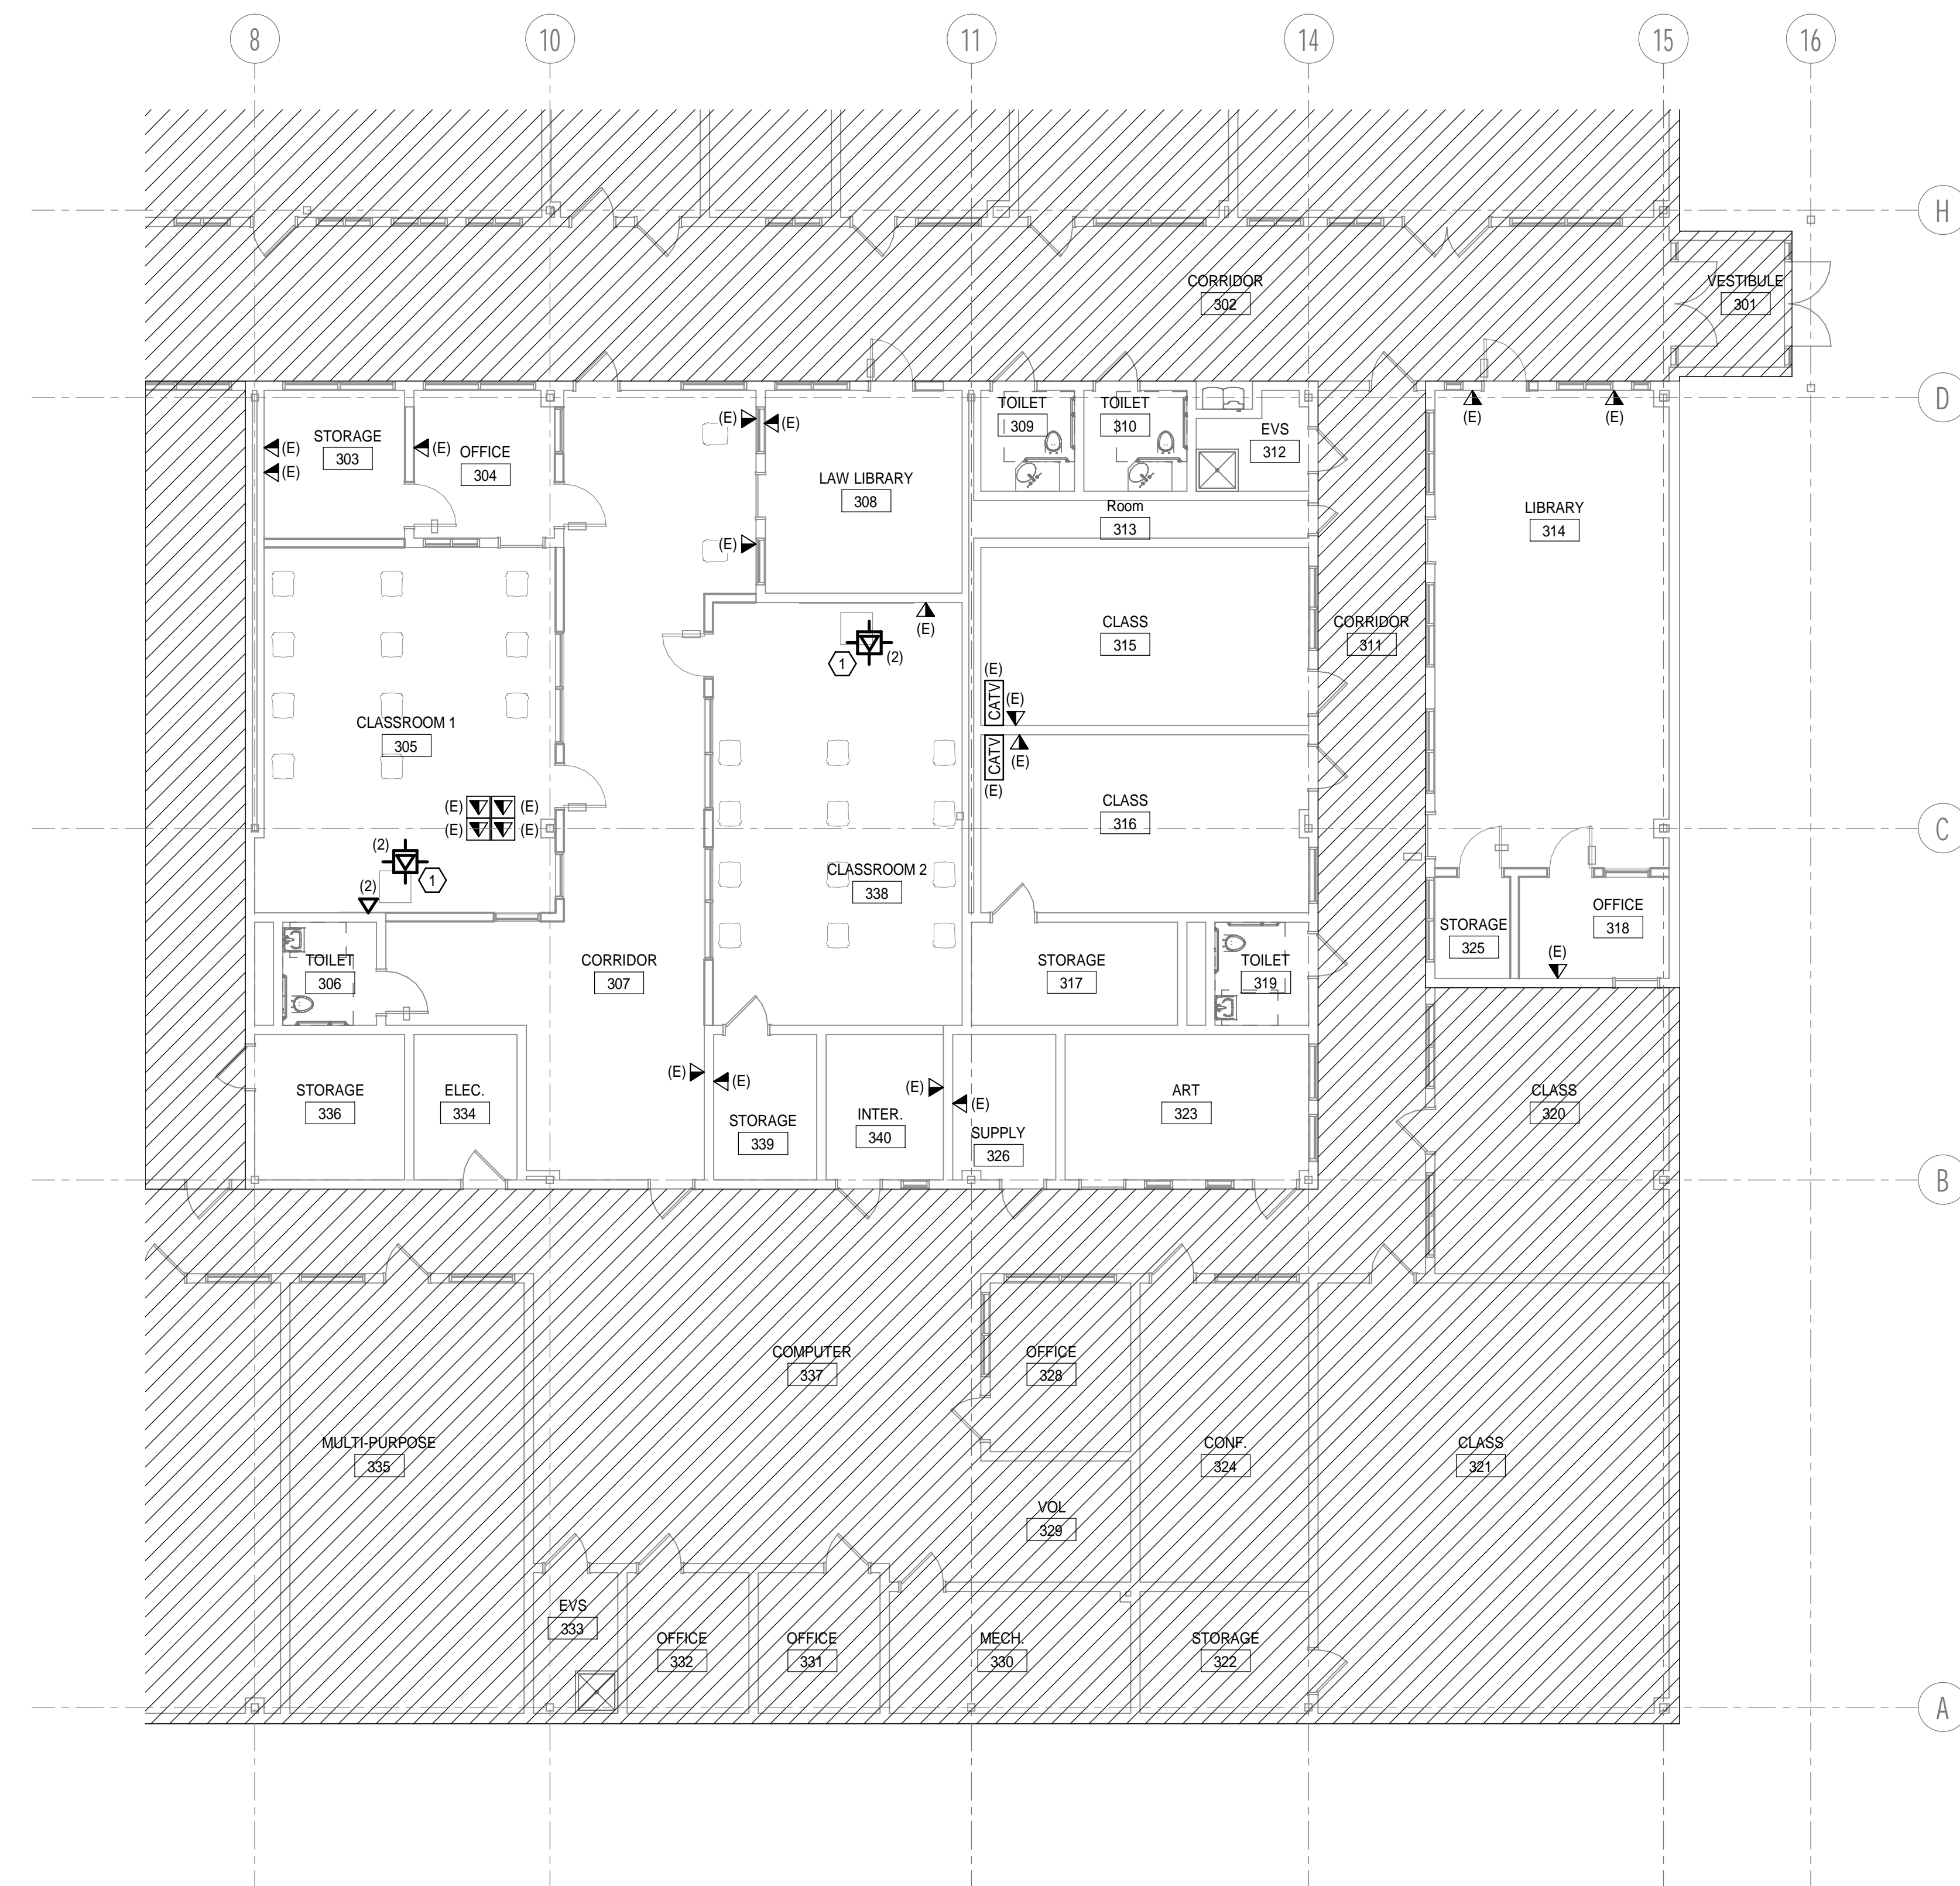 8 10 11 14 15 16
H
CORRIDOR
302
VESTIBULE
301
D
STORAGE
303
(E)
(E)
(E)
OFFICE
304
(E)
(E)
(E)
LAW LIBRARY
308
TOILET
309
TOILET
310
EVS
312
(E)
(E)
Room
313
LIBRARY
314
CLASS
315
CORRIDOR
311
(E)
1
(2)
(E)
CATV
(E)
CLASSROOM 1
305
CATV
(E)
(E)
CLASS
316
(E)
(E)
(E)
(E)
C
(2)
1
(2)
CLASSROOM 2
338
OFFICE
318
STORAGE
325
(E)
TOILET
306
CORRIDOR
307
STORAGE
317
TOILET
319
STORAGE
336
ELEC.
334
(E)
(E)
STORAGE
339
(E)
INTER.
340
(E)
SUPPLY
326
ART
323
CLASS
320
B
COMPUTER
337
OFFICE
328
MULTI-PURPOSE
335
CONF.
324
CLASS
321
VOL
329
EVS
333
OFFICE
332
OFFICE
331
MECH.
330
STORAGE
322
A